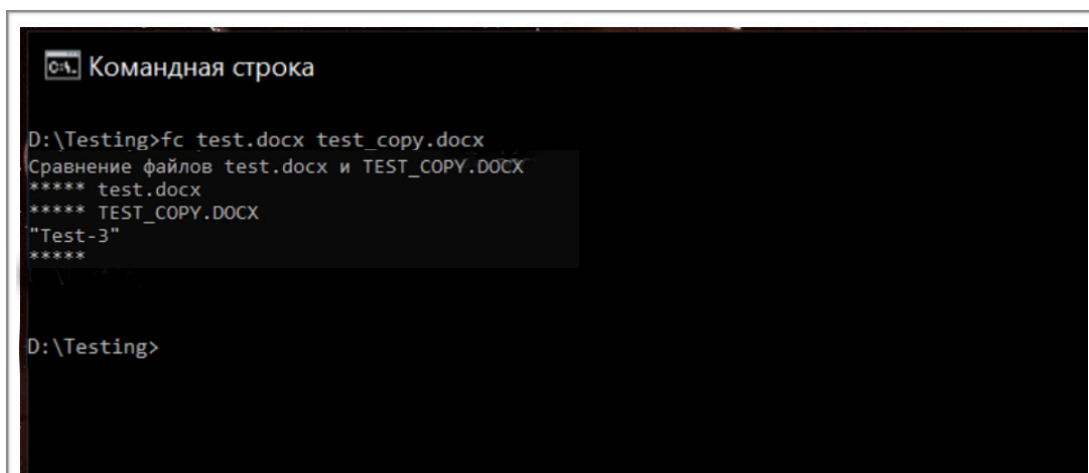 Командная строка
D:\Testing>fc test.docx test_copy.docx
Сравнение файлов test.docx и TEST_COPY.DOCX
***** test.docx
***** TEST_COPY.DOCX
"Test-3"
*****
D:\Testing>